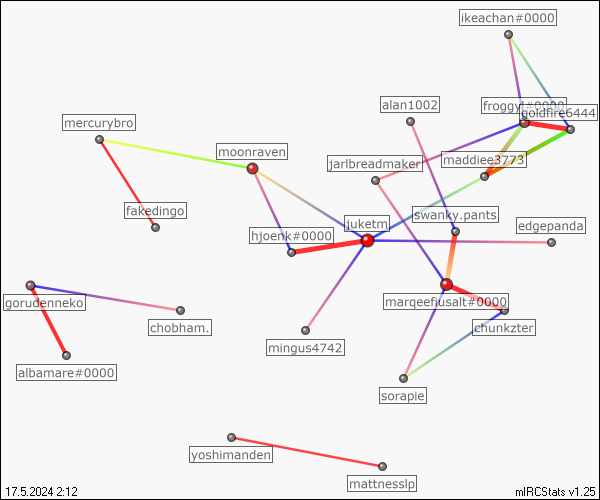 ikeachan#0000
alan1002
froggy1#0000
goldfire6444
mercurybro
moonraven
jarlbreadmaker
maddiee3773
fakedingo
juketm
swanky.pants
hjoenk#0000
edgepanda
gorudenneko
marqeefiusalt#0000
chobham.
chunkzter
mingus4742
albamare#0000
sorapie
yoshimanden
mattnesslp
17.5.2024 2:12
mIRCStats v1.25